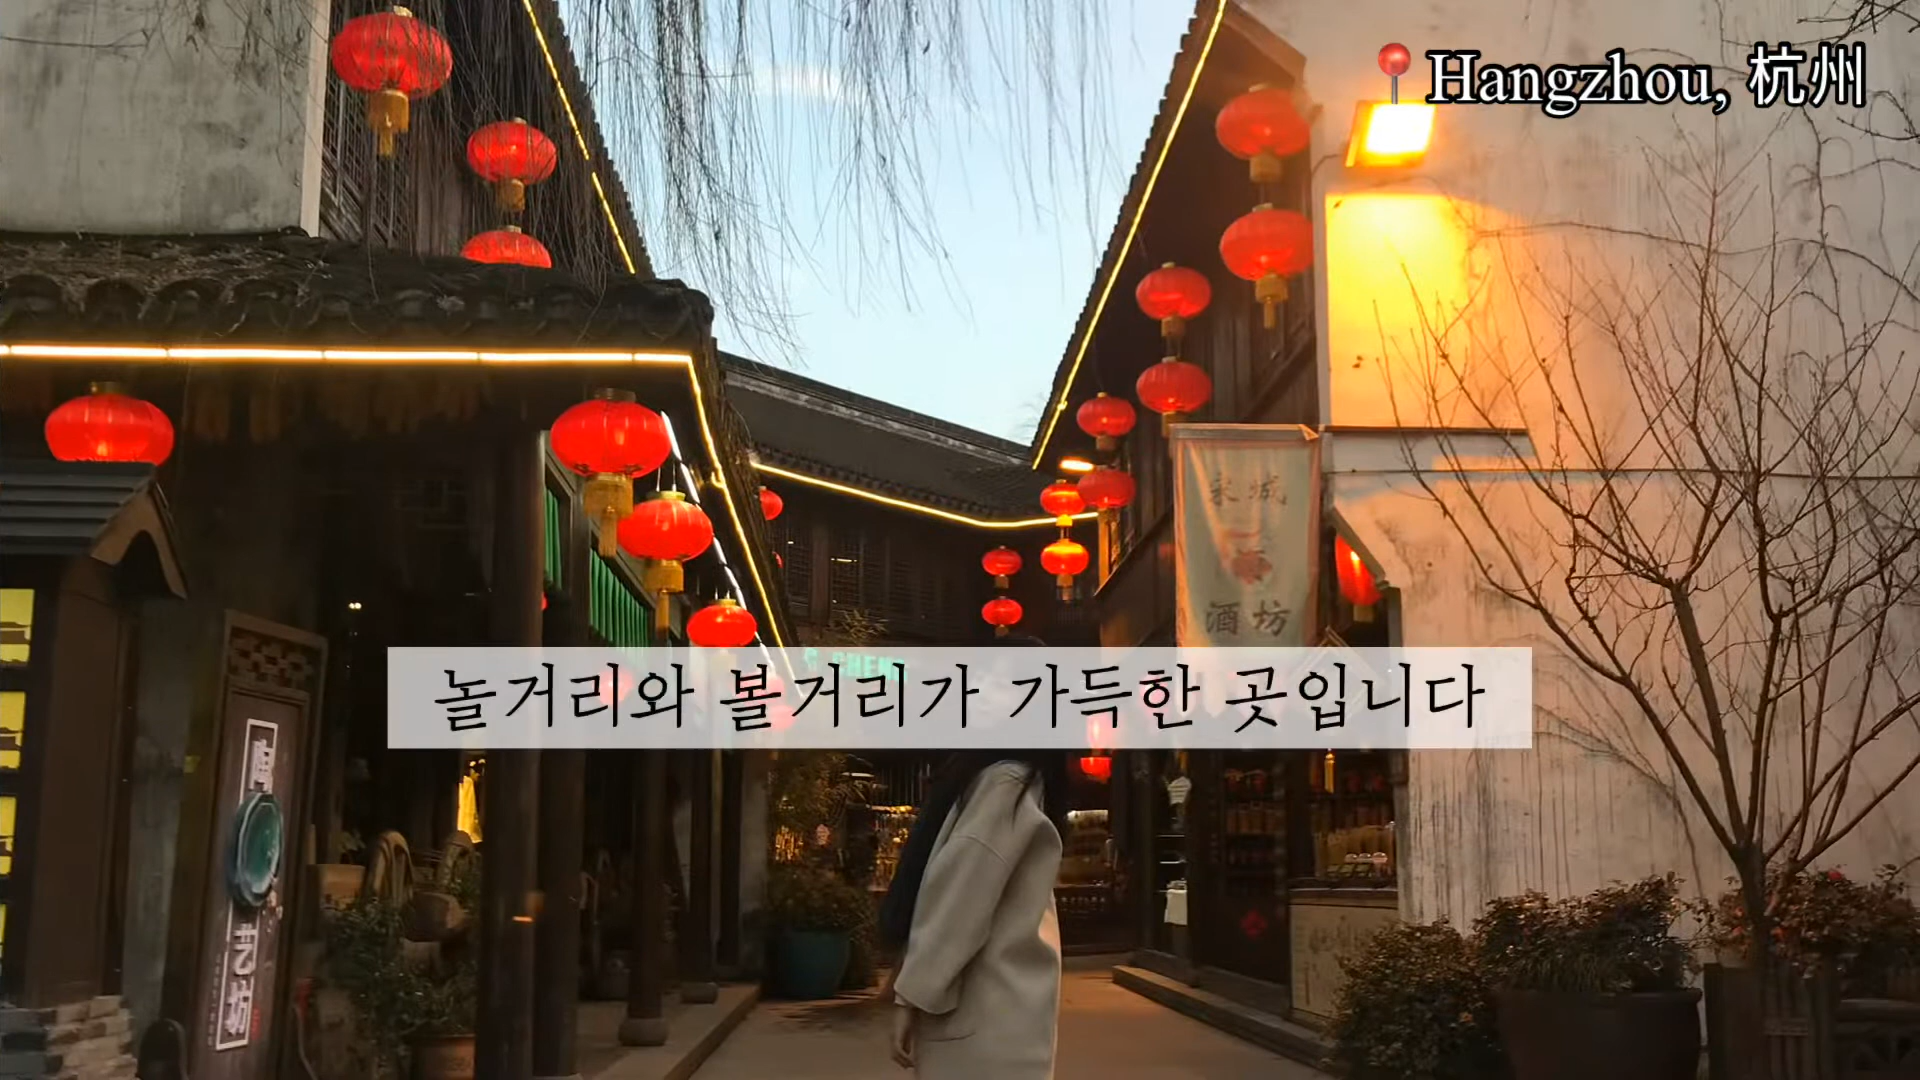 Hangzhou, 杭州
酒坊
놀거리와 볼거리가 가득한 곳입니다
陶
艺
坊